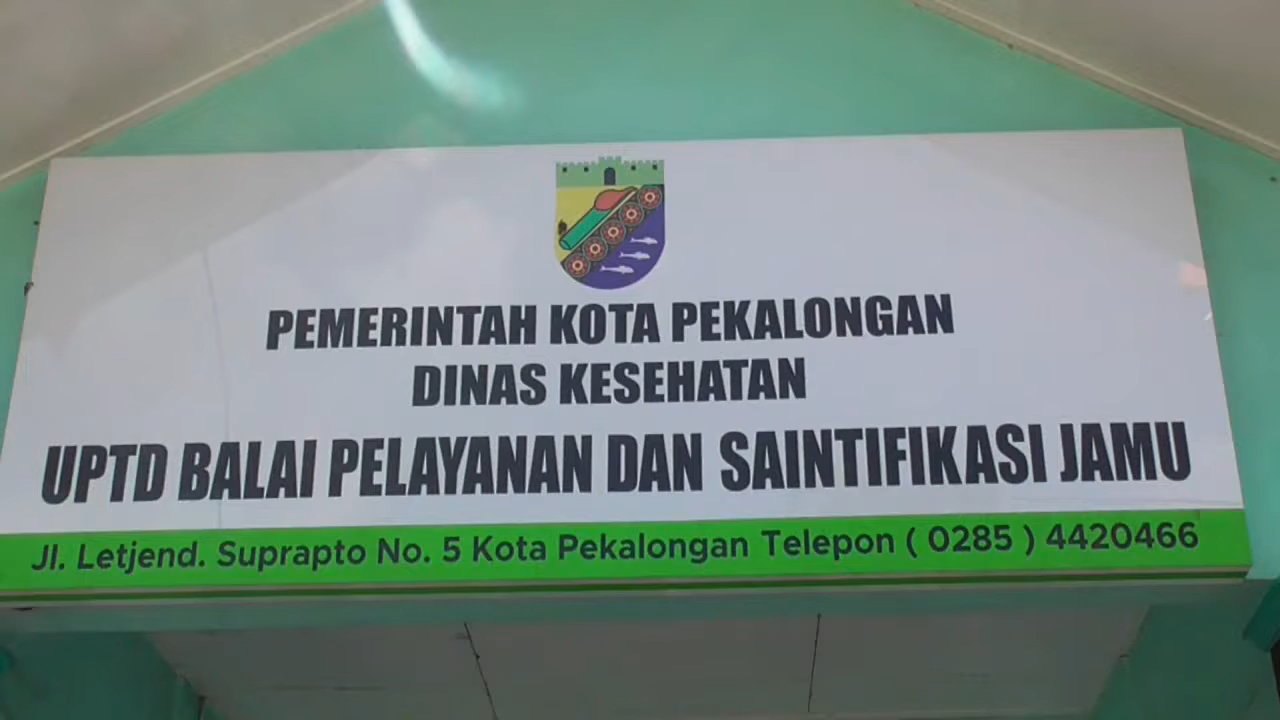 PEMERINTAH KOTA PEKALONGAN
DINAS KESEHATAN
UPTD BALAI PELAYANAN DAN SAINTIFIKASI JAMU
Jl. Letjend. Suprapto No. 5 Kota Pekalongan Telepon ( 0285 ) 4420466